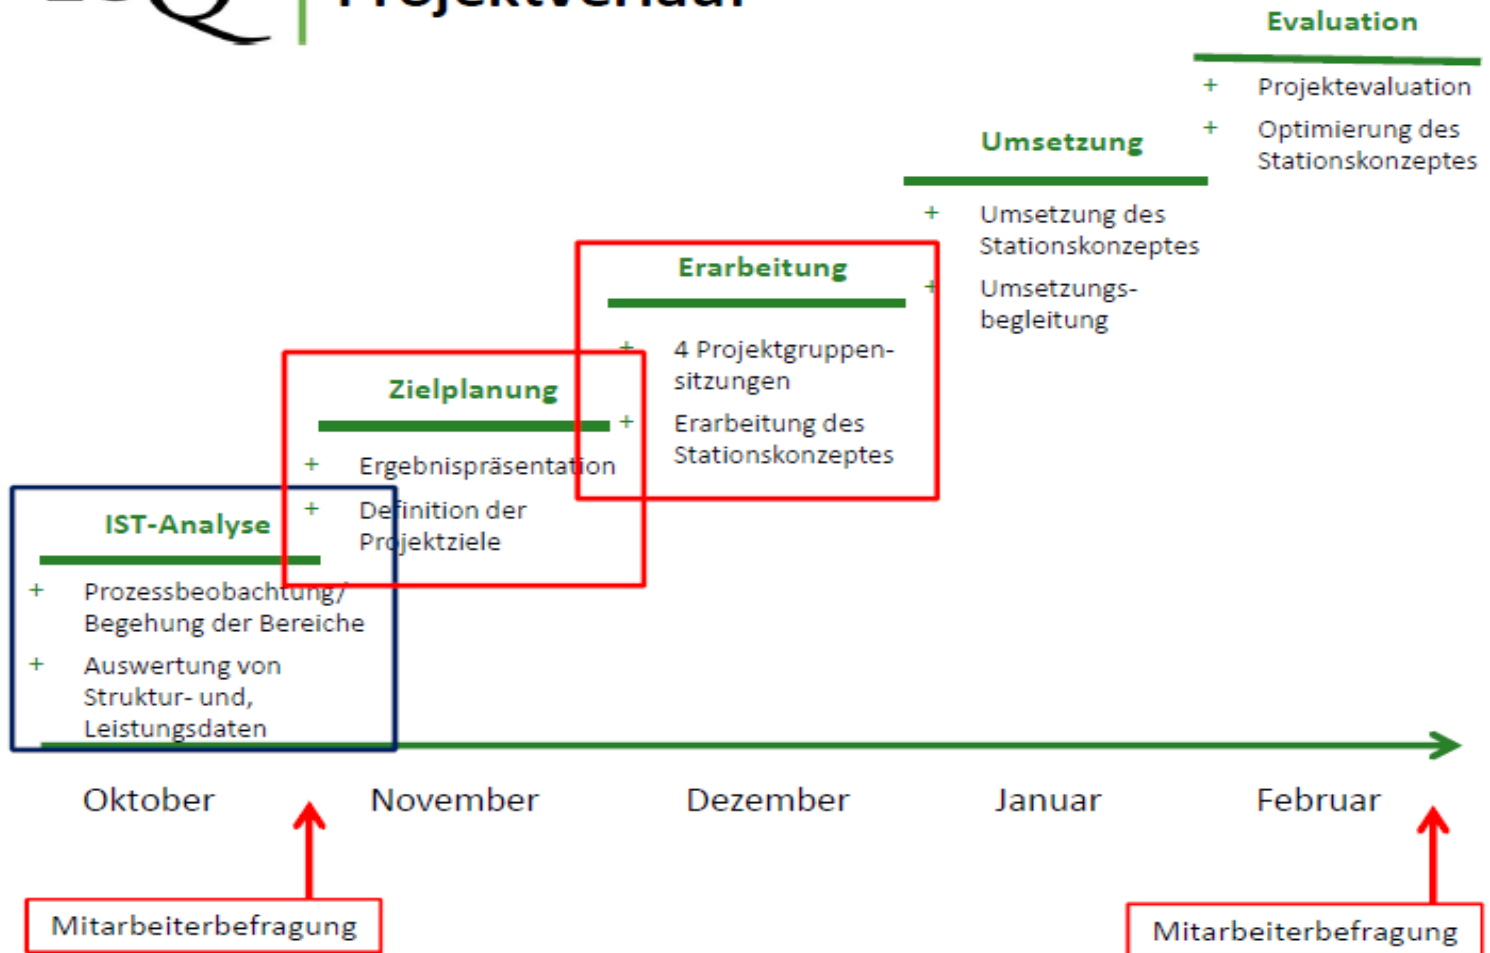 Projektverlauf
Evaluation
+ Projektevaluation
+ Optimierung des
Stationskonzeptes
Umsetzung
+ Umsetzung des
Stationskonzeptes
+ Umsetzungs-
begleitung
Erarbeitung
+ 4 Projektgruppen-
sitzungen
+ Erarbeitung des
Stationskonzeptes
Zielplanung
+ Ergebnispräsentation
+ Definition der
Projektziele
IST-Analyse
+ Prozessbeobachtung/
Begehung der Bereiche
+ Auswertung von
Struktur- und,
Leistungsdaten
Oktober November Dezember Januar Februar
Mitarbeiterbefragung
Mitarbeiterbefragung